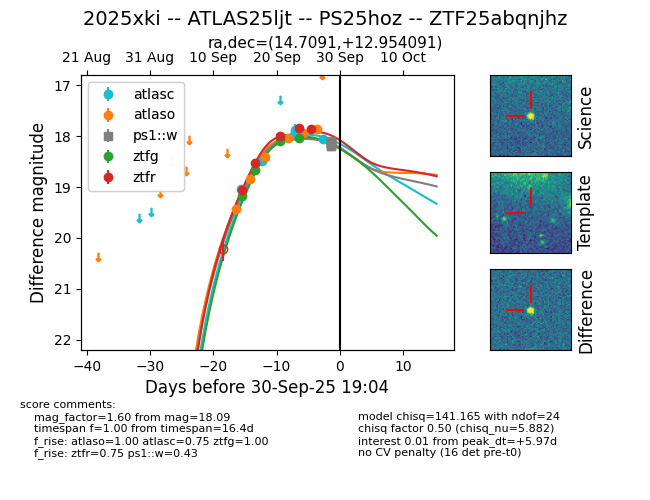 2025xki -- ATLAS25ljt -- PS25hoz -- ZTF25abqnjhz
ra,dec=(14.7091,+12.954091)
21 Aug 31 Aug 10 Sep 20 Sep 30 Sep 10 Oct
17
18
19
20
21
22
Difference magnitude
atlasc
atlaso
ps1::w
ztfg
ztfr
−40 −30 −20 −10 0 10
Days before 30-Sep-25 19:04
Science
Template
Difference
score comments:
mag_factor=1.60 from mag=18.09
timespan f=1.00 from timespan=16.4d
f_rise: atlaso=1.00 atlasc=0.75 ztfg=1.00
f_rise: ztfr=0.75 ps1::w=0.43
model chisq=141.165 with ndof=24
chisq factor 0.50 (chisq_nu=5.882)
interest 0.01 from peak_dt=+5.97d
no CV penalty (16 det pre-t0)